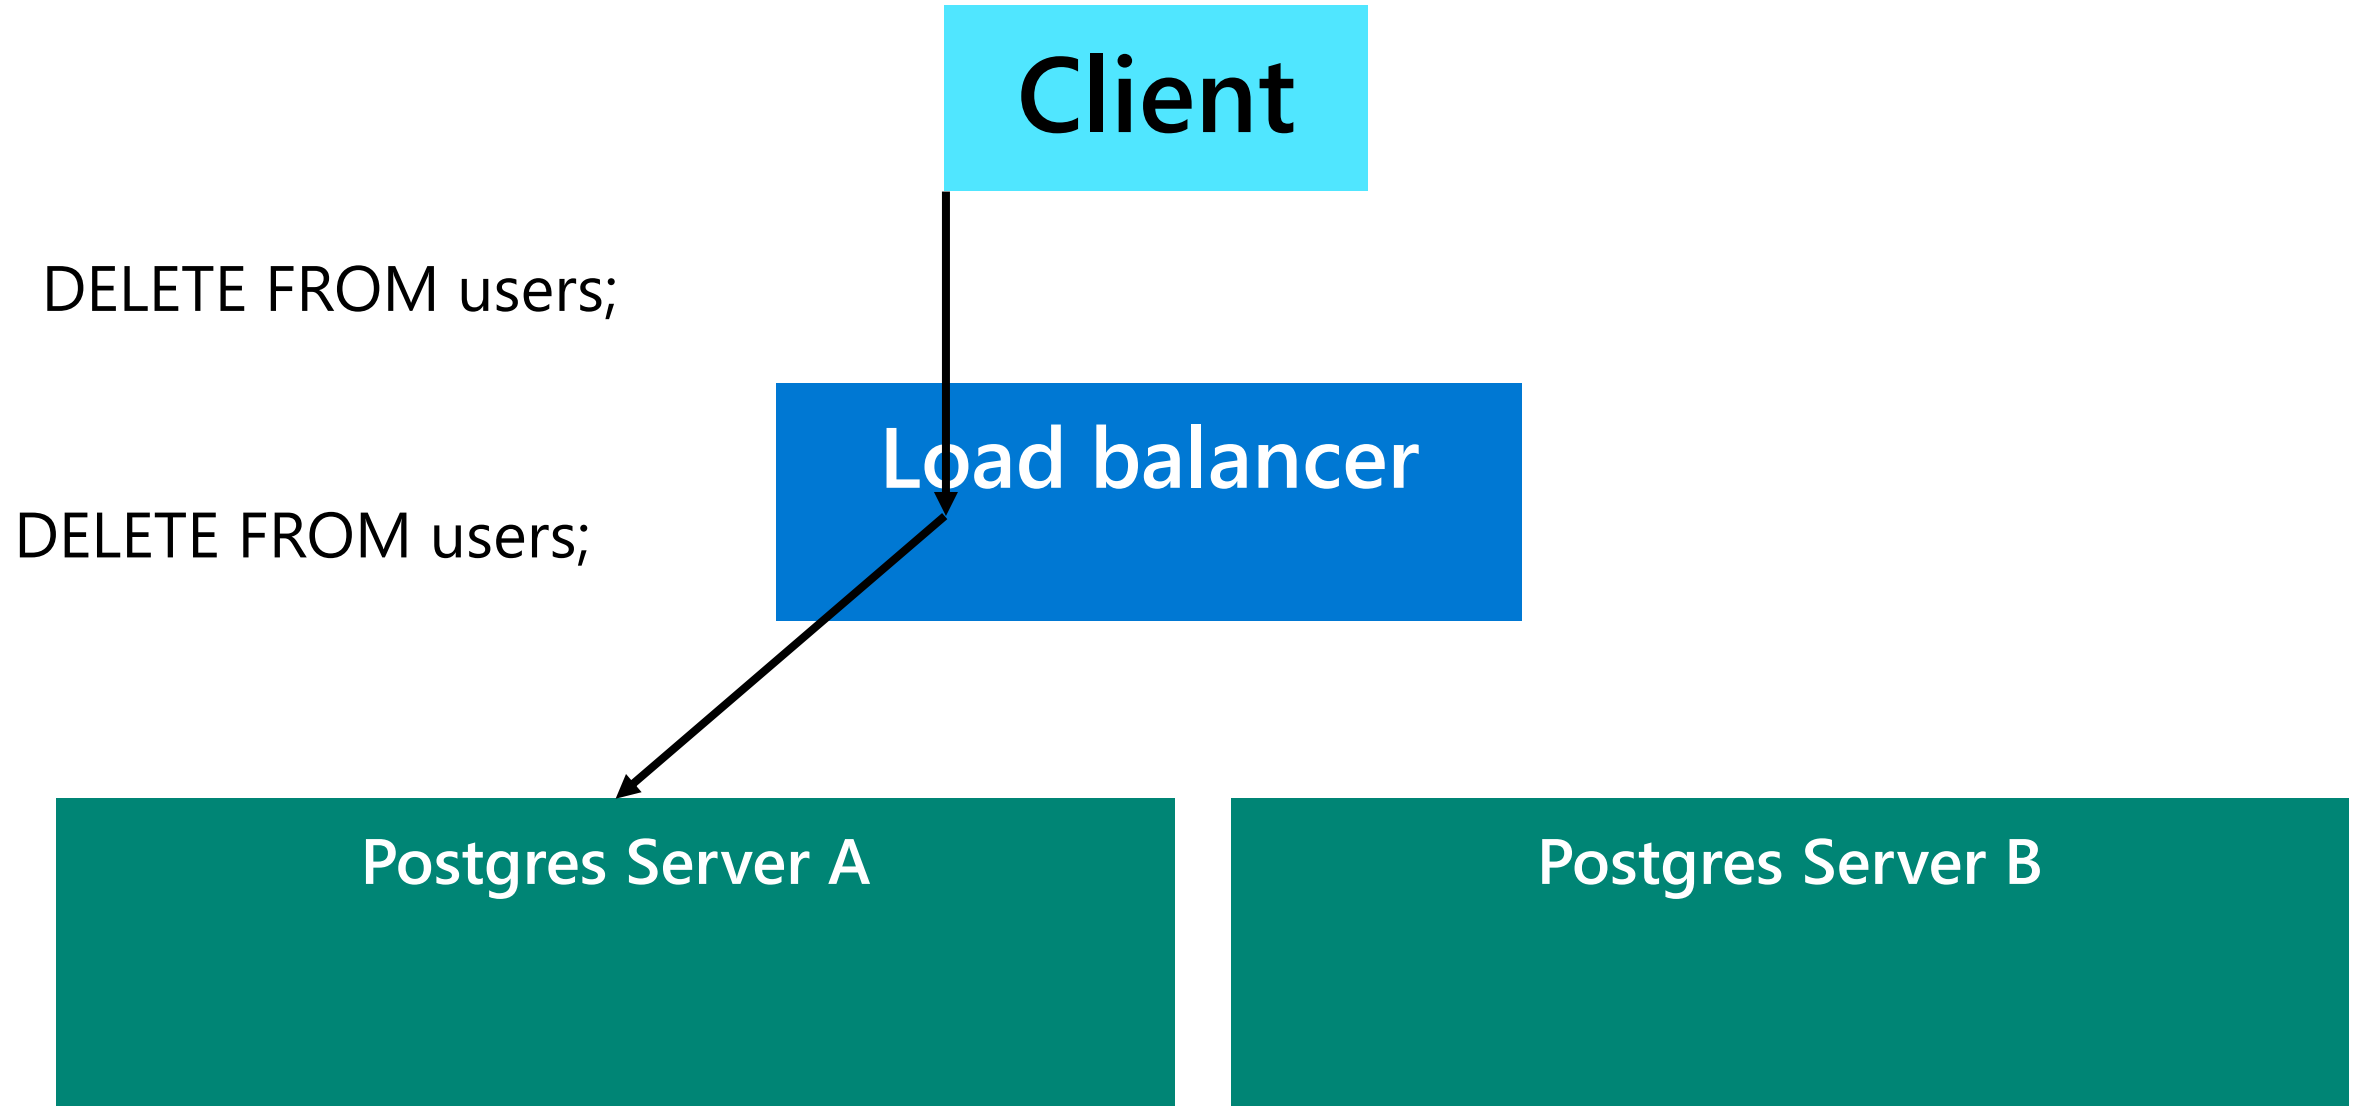 Client
DELETE FROM users;
Load balancer
DELETE FROM users;
Postgres Server A
Postgres Server B